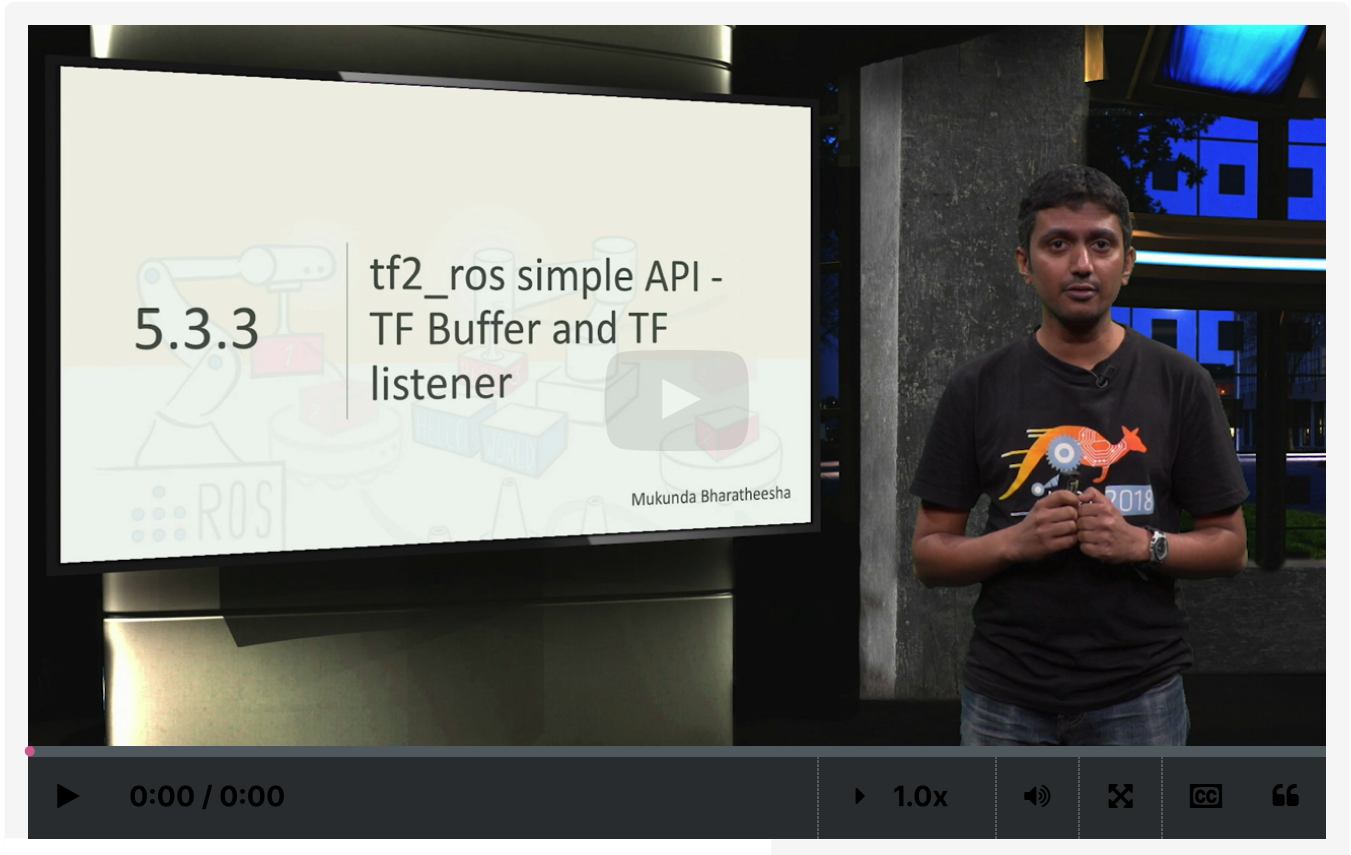 5.3.3
tf2_ros simple API -
TF Buffer and TF
listener
Mukunda Bharatheesha
ROS
2018
0:00 / 0:00
1.0x
CC